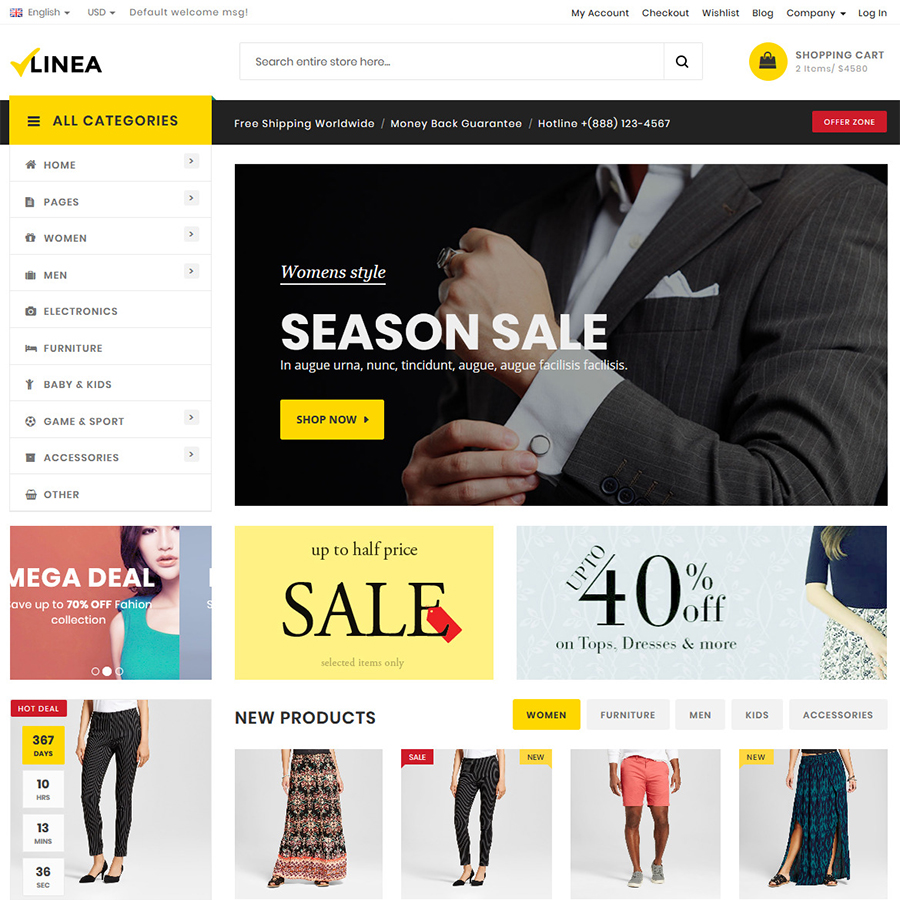 English USD Default welcome msg!
My Account Checkout Wishlist Blog Company Log In
LINEA
Search entire store here...
SHOPPING CART
2 Items/ $4580
ALL CATEGORIES
Free Shipping Worldwide / Money Back Guarantee / Hotline +(888) 123-4567
OFFER ZONE
HOME
PAGES
WOMEN
MEN
ELECTRONICS
FURNITURE
BABY & KIDS
GAME & SPORT
ACCESSORIES
OTHER
Womens style
SEASON SALE
In augue urna, nunc, tincidunt, augue, augue facilisis facilisis.
SHOP NOW
MEGA DEAL
save up to 70% OFF Fahion
collection
up to half price
SALE
selected items only
UPTO
40% off
on Tops, Dresses & more
HOT DEAL
367
DAYS
10
HRS
13
MINS
36
SEC
NEW PRODUCTS
WOMEN FURNITURE MEN KIDS ACCESSORIES
SALE NEW
NEW